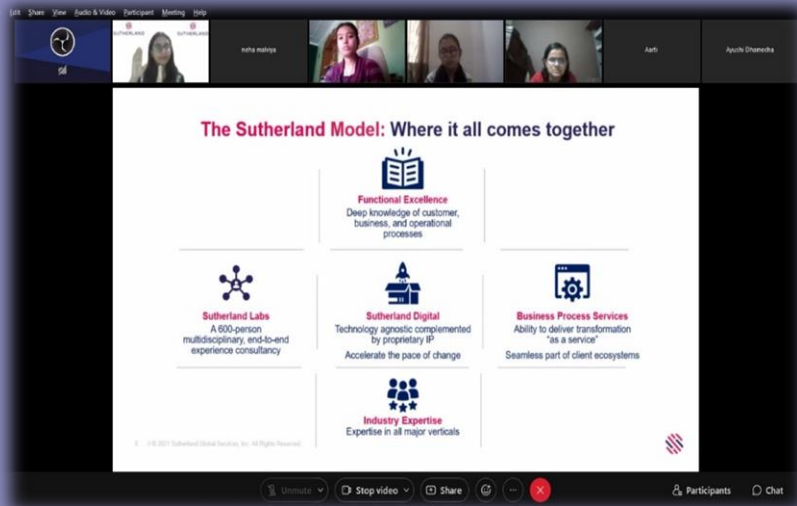 Edit Share View Audio & Video Participant Meeting Help
SUTHERLAND SUTHERLAND
neha malviya
Aarti
Ayushi Dhamecha
The Sutherland Model: Where it all comes together
Functional Excellence
Deep knowledge of customer,
business, and operational
processes
Sutherland Labs
A 600-person
multidisciplinary, end-to-end
experience consultancy
Sutherland Digital
Technology agnostic complemented
by proprietary IP
Accelerate the pace of change
Business Process Services
Ability to deliver transformation
"as a service"
Seamless part of client ecosystems
Industry Expertise
Expertise in all major verticals
© 2021 Sutherland Global Services, Inc. All Rights Reserved.
Unmute
Stop video
Share
Participants
Chat